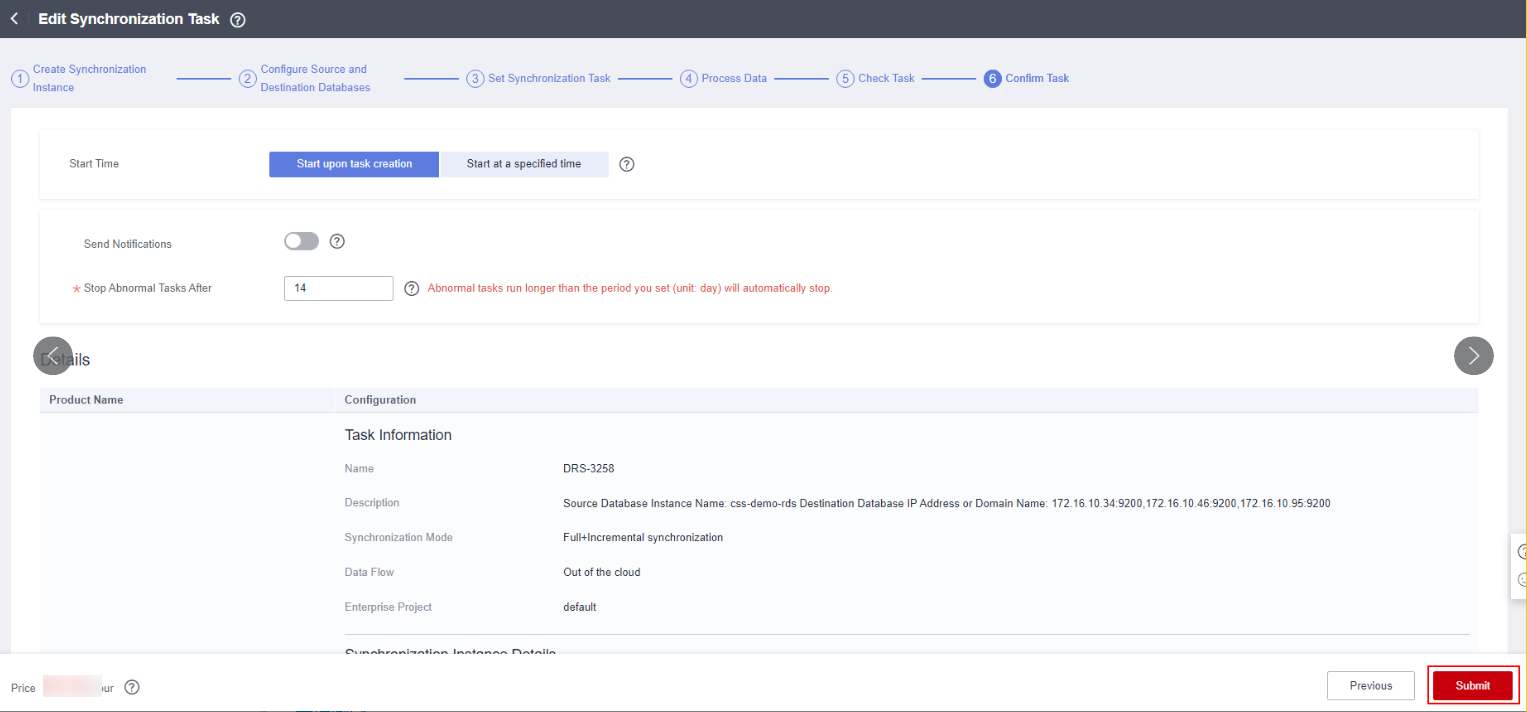 Edit Synchronization Task ?
1 Create Synchronization Instance
2 Configure Source and Destination Databases
3 Set Synchronization Task
4 Process Data
5 Check Task
6 Confirm Task
Start Time Start upon task creation Start at a specified time ?
Send Notifications ?
* Stop Abnormal Tasks After 14 ? Abnormal tasks run longer than the period you set (unit: day) will automatically stop.
Details
Product Name Configuration
Task Information
Name DRS-3258
Description Source Database Instance Name: css-demo-rds Destination Database IP Address or Domain Name: 172.16.10.34:9200,172.16.10.46:9200,172.16.10.95:9200
Synchronization Mode Full+Incremental synchronization
Data Flow Out of the cloud
Enterprise Project default
Synchronization Instance Details
Price ?
Previous Submit